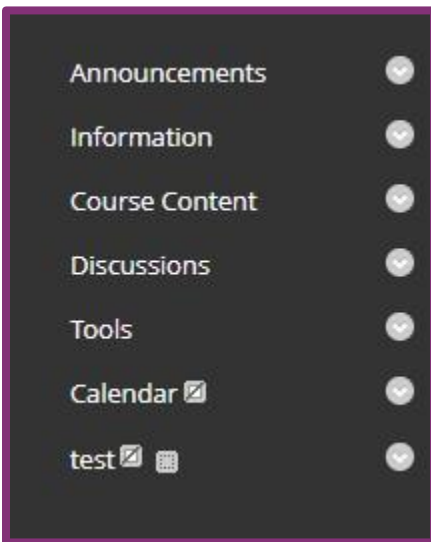 Announcements
Information
Course Content
Discussions
Tools
Calendar
test